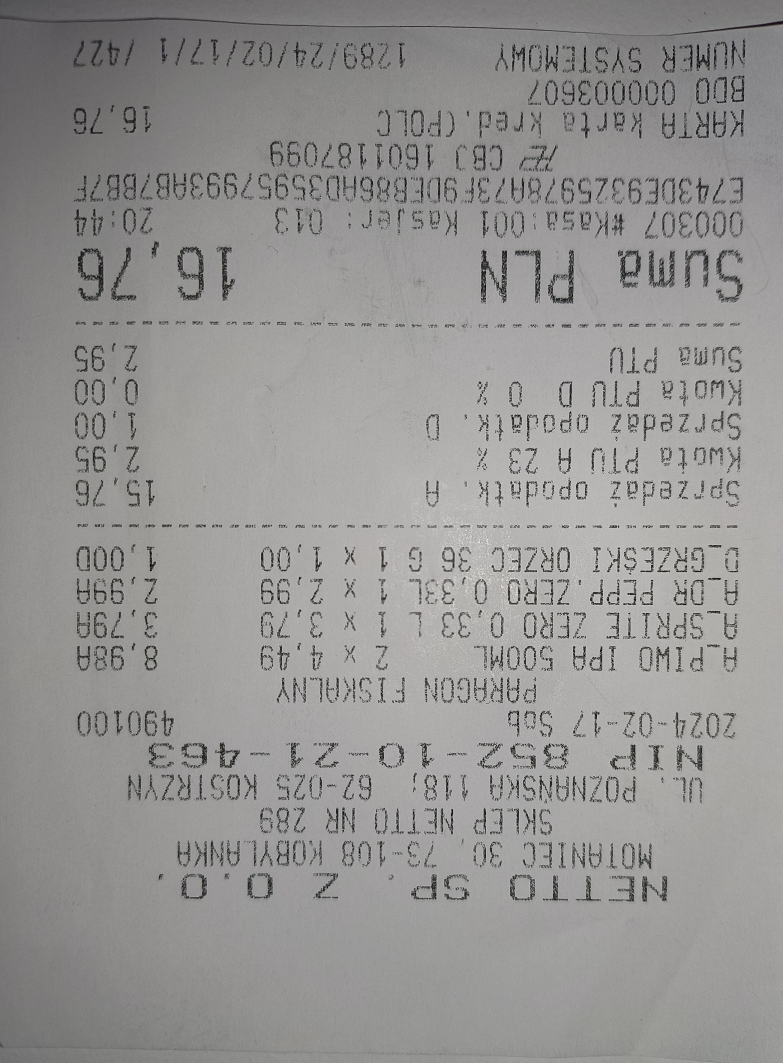 NETTO SP. Z O.O.
MOTANIEC 30, 73-108 KOBYLANKA
SKLEP NETTO NR 289
UL. POZNAŃSKA 118; 62-025 KOSTRZYN
NIP 852-10-21-463
2024-02-17 Sob 490100
PARAGON FISKALNY
A_PIWO IPA 500ML 2 x 4,49 8,98A
A_SPRITE ZERO 0,33 L 1 x 3,79 3,79A
A_DR PEPP.ZERO 0,33L 1 x 2,99 2,99A
D_GRZEŚKI ORZEC 36 G 1 x 1,00 1,00D
Sprzedaż opodatk. A 15,76
Kwota PTU A 23 % 2,95
Sprzedaż opodatk. D 1,00
Kwota PTU D 0 % 0,00
Suma PTU 2,95
Suma PLN 16,76
000307 #Kasa:001 Kasjer: 013 20:44
E743DE9325978A73F9DEB86AD35957993AB7BB7F
CBJ 1601187099
KARTA karta kred.(POLC 16,76
BDO 000003607
NUMER SYSTEMOWY 1289/24/02/17/1 /427